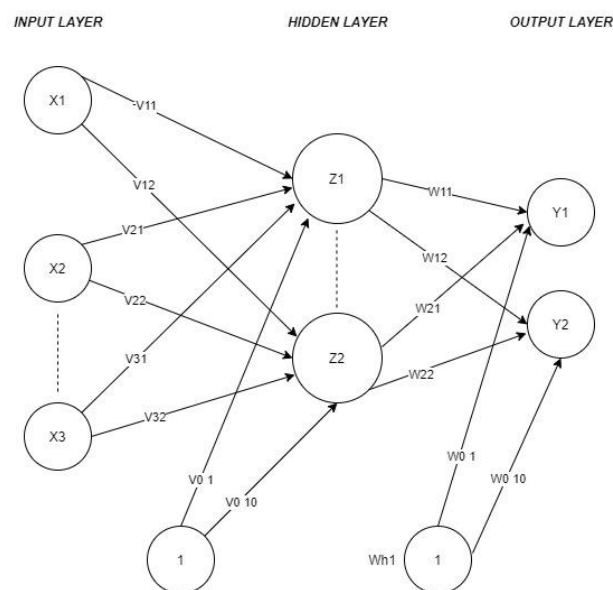 INPUT LAYER
HIDDEN LAYER
OUTPUT LAYER
X1
V11
V12
Z1
W11
Y1
X2
V21
V22
W12
W21
Y2
V31
Z2
W22
X3
V32
V0 1
V0 10
W0 1
W0 10
1
Wh1
1